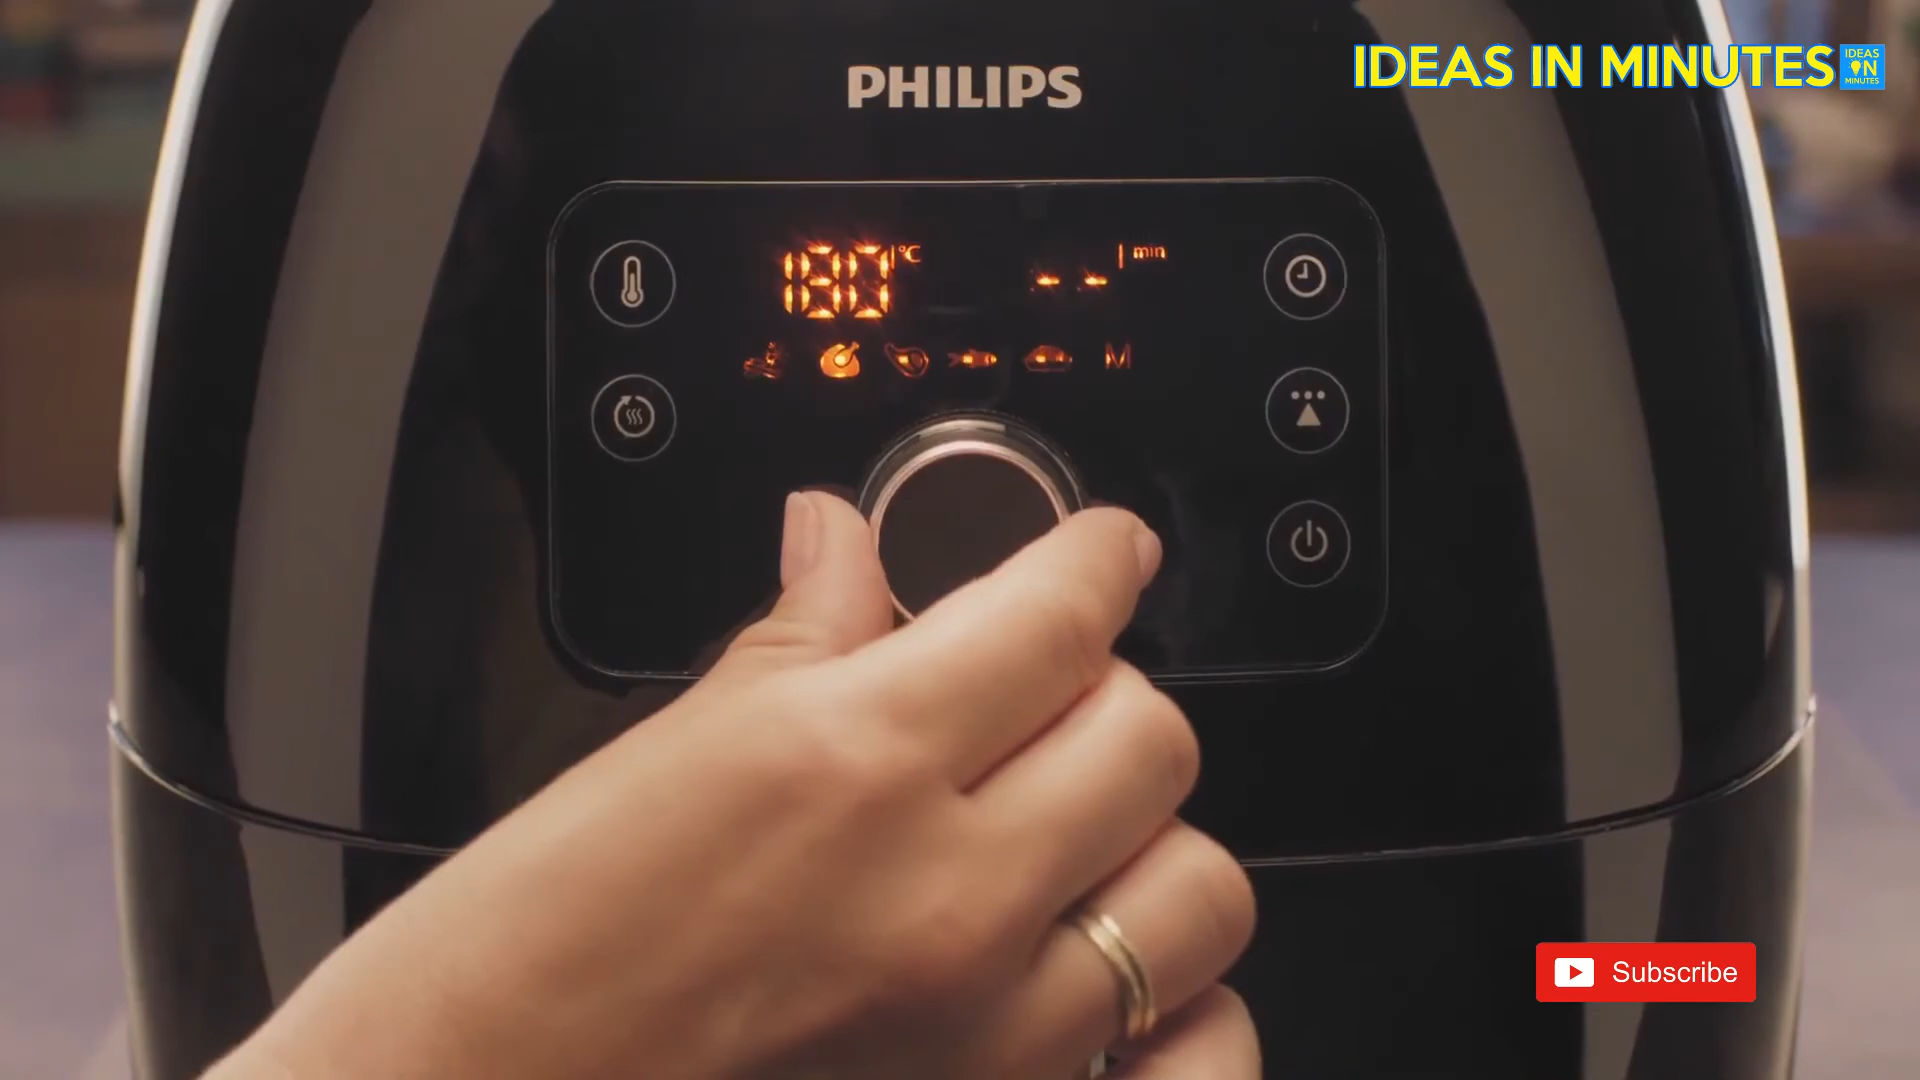 PHILIPS
IDEAS IN MINUTES
IDEAS
IN
MINUTES
180 °C
-- min
M
Subscribe